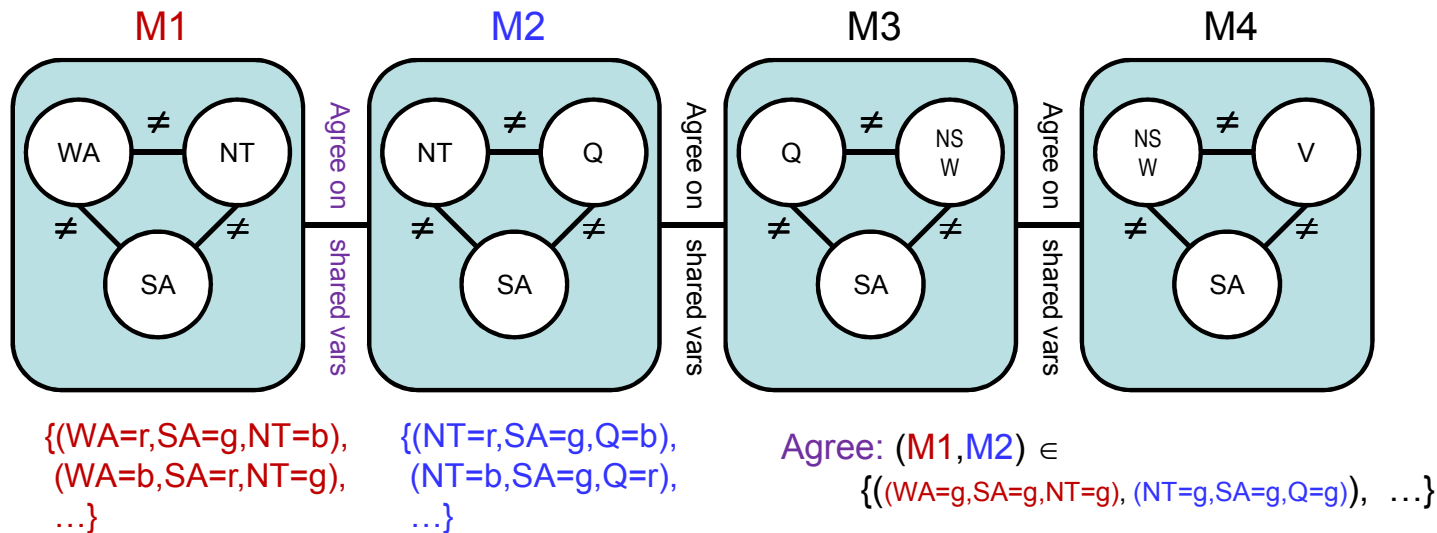 M1 M2 M3 M4
WA ≠ NT
≠ ≠
SA
Agree on shared vars
NT ≠ Q
≠ ≠
SA
Agree on shared vars
Q ≠ NS
W
≠ ≠
SA
Agree on shared vars
NS
W ≠ V
≠ ≠
SA
{(WA=r,SA=g,NT=b),
(WA=b,SA=r,NT=g),
…}
{(NT=r,SA=g,Q=b),
(NT=b,SA=g,Q=r),
…}
Agree: (M1,M2) ∈
{((WA=g,SA=g,NT=g), (NT=g,SA=g,Q=g)), …}